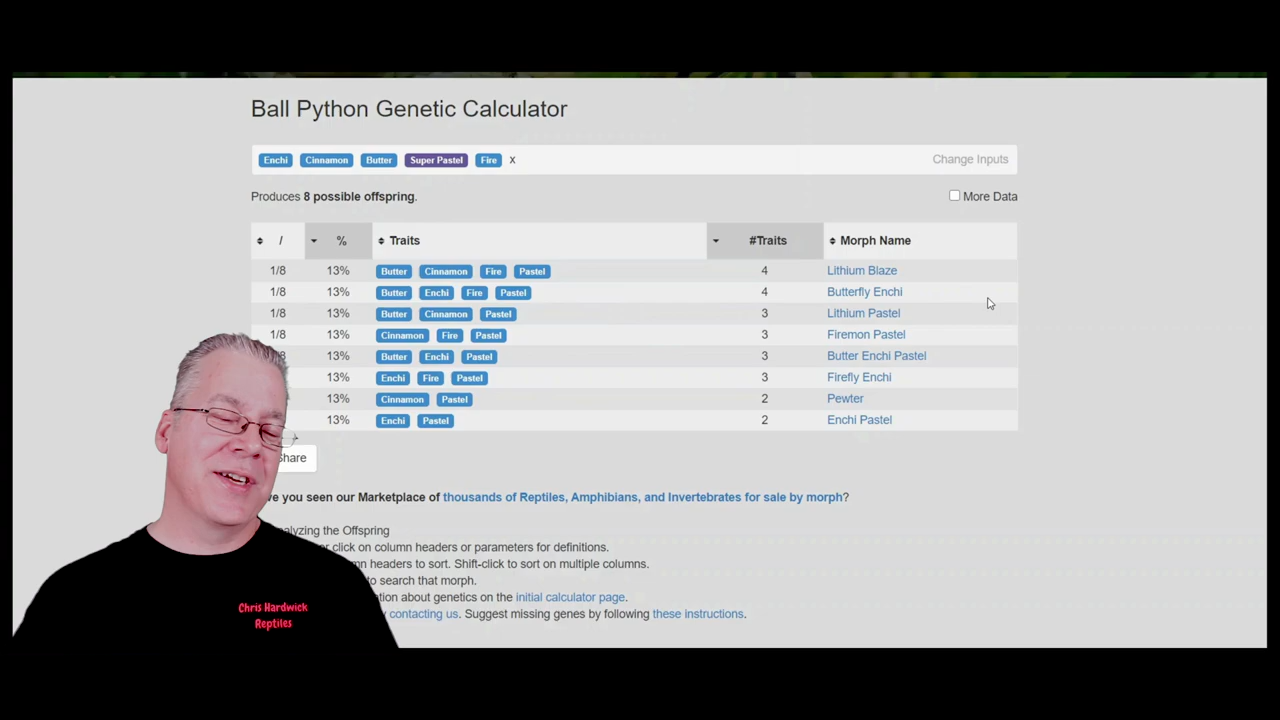 Ball Python Genetic Calculator
Enchi Cinnamon Butter Super Pastel Fire x Change Inputs
Produces 8 possible offspring. More Data
/ % Traits #Traits Morph Name
1/8 13% Butter Cinnamon Fire Pastel 4 Lithium Blaze
1/8 13% Butter Enchi Fire Pastel 4 Butterfly Enchi
1/8 13% Butter Cinnamon Pastel 3 Lithium Pastel
1/8 13% Cinnamon Fire Pastel 3 Firemon Pastel
13% Butter Enchi Pastel 3 Butter Enchi Pastel
13% Enchi Fire Pastel 3 Firefly Enchi
13% Cinnamon Pastel 2 Pewter
13% Enchi Pastel 2 Enchi Pastel
Share
you seen our Marketplace of thousands of Reptiles, Amphibians, and Invertebrates for sale by morph?
the Offspring
click on column headers or parameters for definitions.
headers to sort. Shift-click to sort on multiple columns.
to search that morph.
about genetics on the initial calculator page.
contacting us. Suggest missing genes by following these instructions.
Chris Hardwick
Reptiles